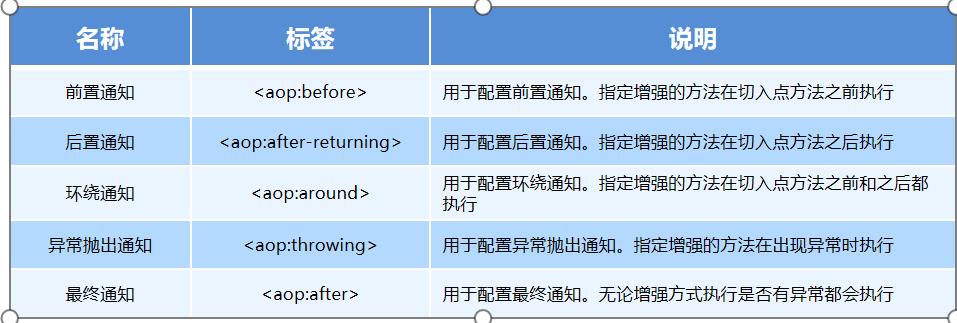 名称 标签 说明
前置通知 <aop:before> 用于配置前置通知。指定增强的方法在切入点方法之前执行
后置通知 <aop:after-returning> 用于配置后置通知。指定增强的方法在切入点方法之后执行
环绕通知 <aop:around> 用于配置环绕通知。指定增强的方法在切入点方法之前和之后都
执行
异常抛出通知 <aop:throwing> 用于配置异常抛出通知。指定增强的方法在出现异常时执行
最终通知 <aop:after> 用于配置最终通知。无论增强方式执行是否有异常都会执行